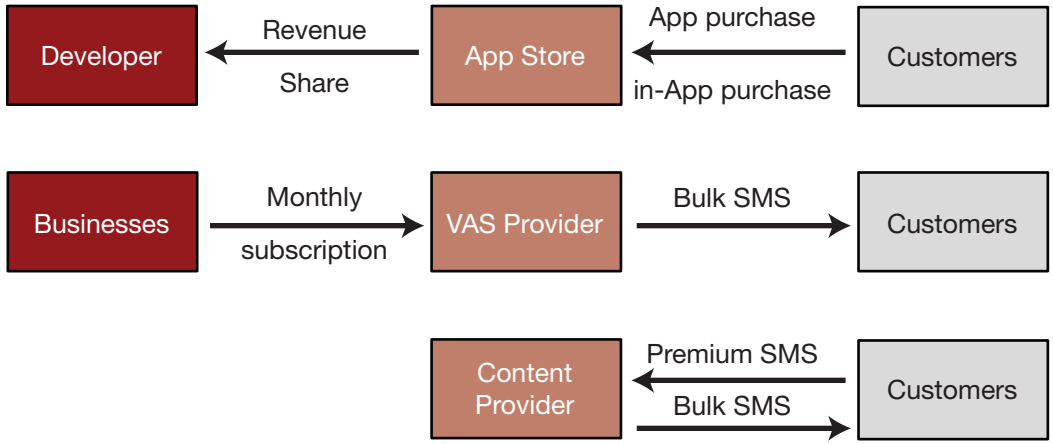 Developer
Revenue
Share
App Store
App purchase
in-App purchase
Customers
Businesses
Monthly
subscription
VAS Provider
Bulk SMS
Customers
Content
Provider
Premium SMS
Bulk SMS
Customers